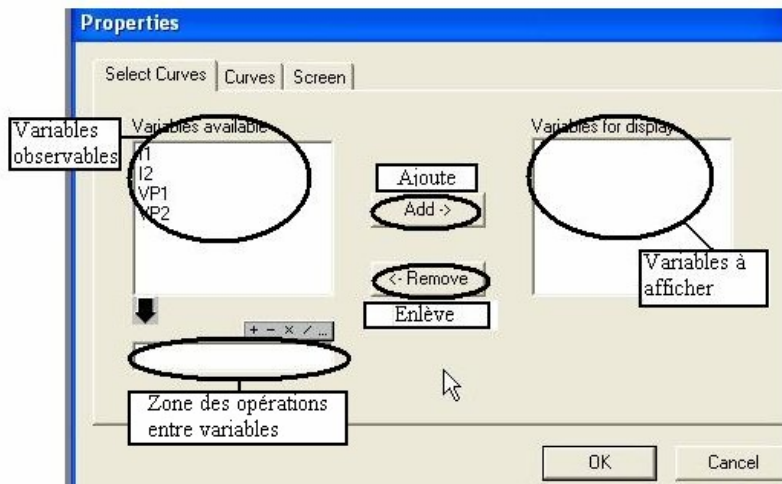 Properties
Select Curves
Curves
Screen
Variables
observables
Variables available
I1
I2
VP1
VP2
Ajoute
Add ->
<- Remove
Enlève
Variables for display
Variables à
afficher
+ - × / ...
Zone des opérations
entre variables
OK
Cancel